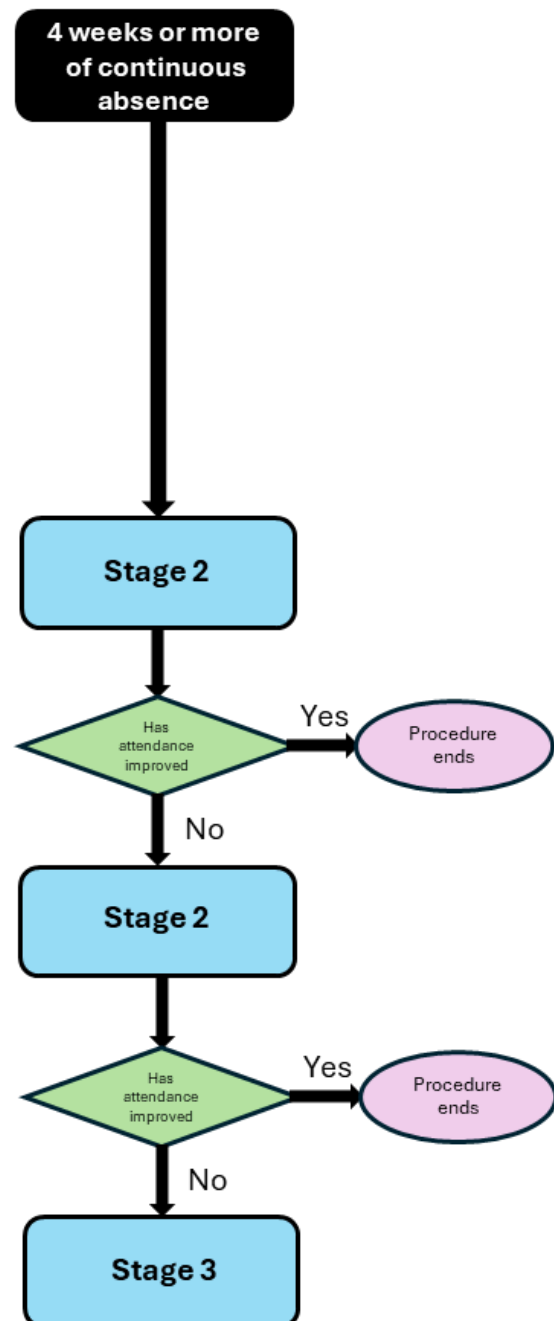 4 weeks or more
of continuous
absence
Stage 2
Has
attendance
improved
Yes
Procedure
ends
No
Stage 2
Has
attendance
improved
Yes
Procedure
ends
No
Stage 3